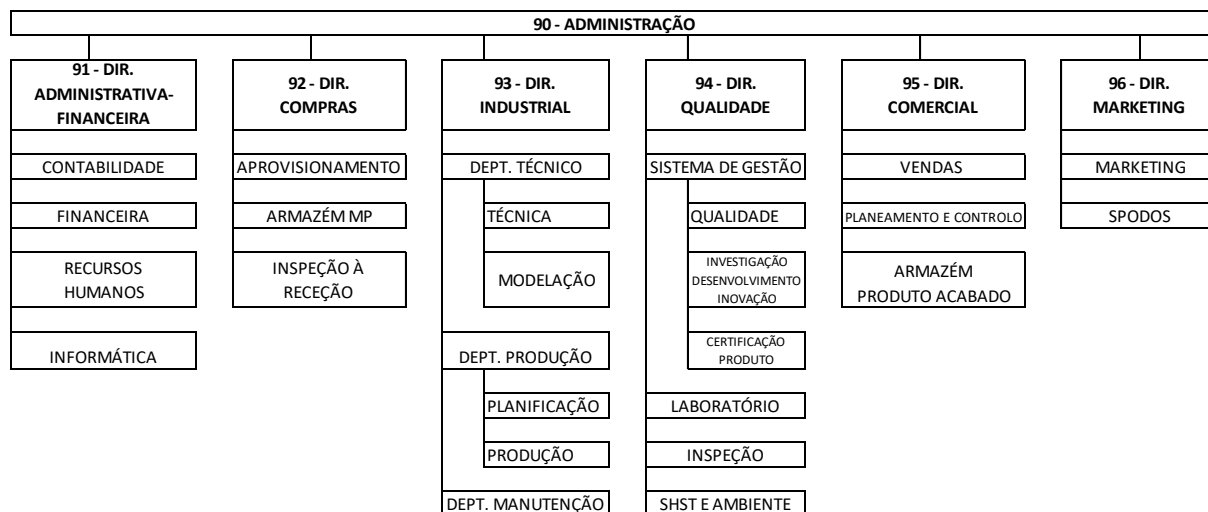 90 - ADMINISTRAÇÃO
91 - DIR.
ADMINISTRATIVA-
FINANCEIRA
CONTABILIDADE
FINANCEIRA
RECURSOS
HUMANOS
INFORMÁTICA
92 - DIR.
COMPRAS
APROVISIONAMENTO
ARMAZÉM MP
INSPEÇÃO À
RECEÇÃO
93 - DIR.
INDUSTRIAL
DEPT. TÉCNICO
TÉCNICA
MODELAÇÃO
DEPT. PRODUÇÃO
PLANIFICAÇÃO
PRODUÇÃO
DEPT. MANUTENÇÃO
94 - DIR.
QUALIDADE
SISTEMA DE GESTÃO
QUALIDADE
INVESTIGAÇÃO
DESENVOLVIMENTO
INOVAÇÃO
CERTIFICAÇÃO
PRODUTO
LABORATÓRIO
INSPEÇÃO
SHST E AMBIENTE
95 - DIR.
COMERCIAL
VENDAS
PLANEAMENTO E CONTROLO
ARMAZÉM
PRODUTO ACABADO
96 - DIR.
MARKETING
MARKETING
SPODOS